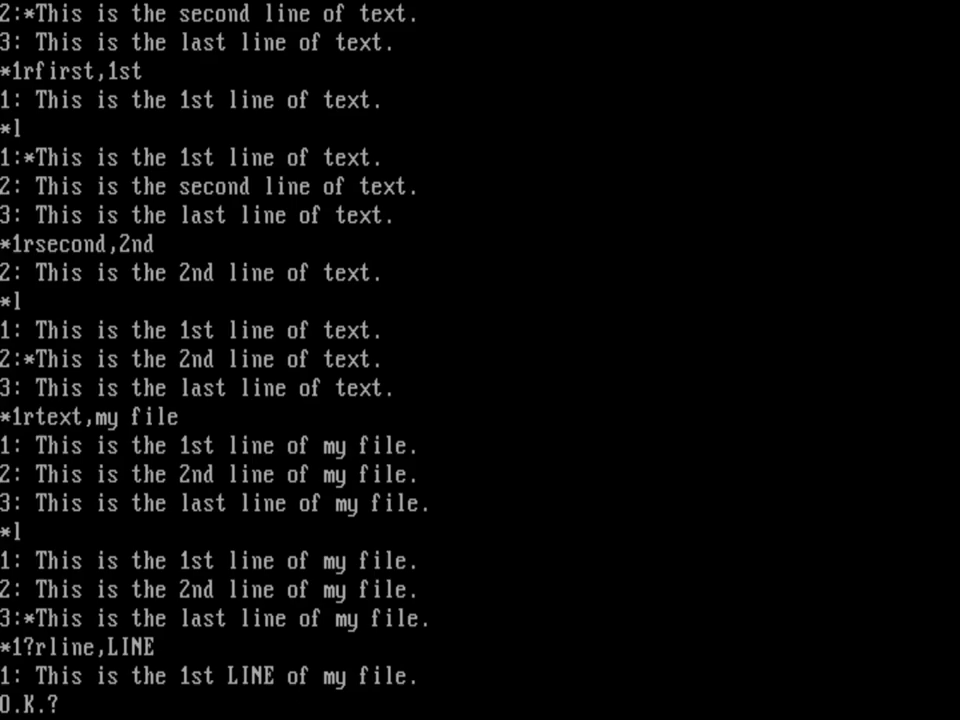 2:*This is the second line of text.
3: This is the last line of text.
*1rfirst,1st
1: This is the 1st line of text.
*l
1:*This is the 1st line of text.
2: This is the second line of text.
3: This is the last line of text.
*1rsecond,2nd
2: This is the 2nd line of text.
*l
1: This is the 1st line of text.
2:*This is the 2nd line of text.
3: This is the last line of text.
*1rtext,my file
1: This is the 1st line of my file.
2: This is the 2nd line of my file.
3: This is the last line of my file.
*l
1: This is the 1st line of my file.
2: This is the 2nd line of my file.
3:*This is the last line of my file.
*1?rline,LINE
1: This is the 1st LINE of my file.
O.K.?